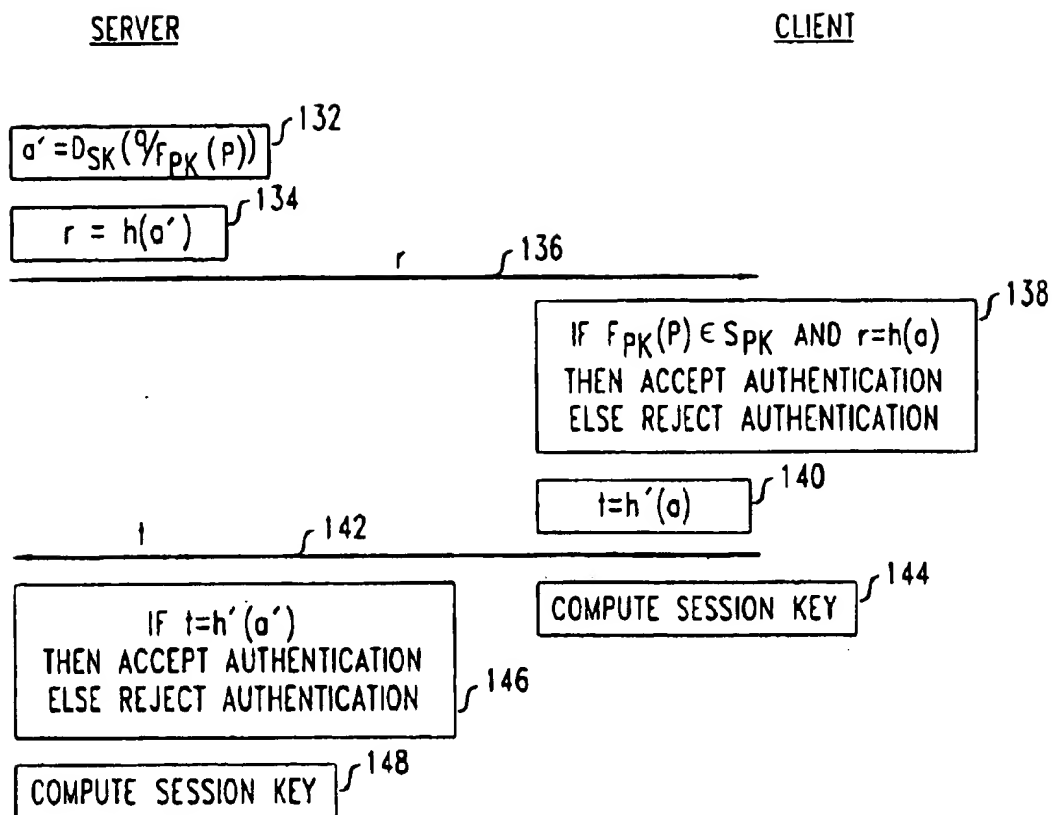 SERVER
CLIENT
132
a′ = D_SK(q/F_PK(P))
134
r = h(a′)
r
136
138
IF F_PK(P) ∈ S_PK AND r=h(a)
THEN ACCEPT AUTHENTICATION
ELSE REJECT AUTHENTICATION
140
t=h′(a)
t
142
144
COMPUTE SESSION KEY
IF t=h′(a′)
THEN ACCEPT AUTHENTICATION
ELSE REJECT AUTHENTICATION
146
148
COMPUTE SESSION KEY